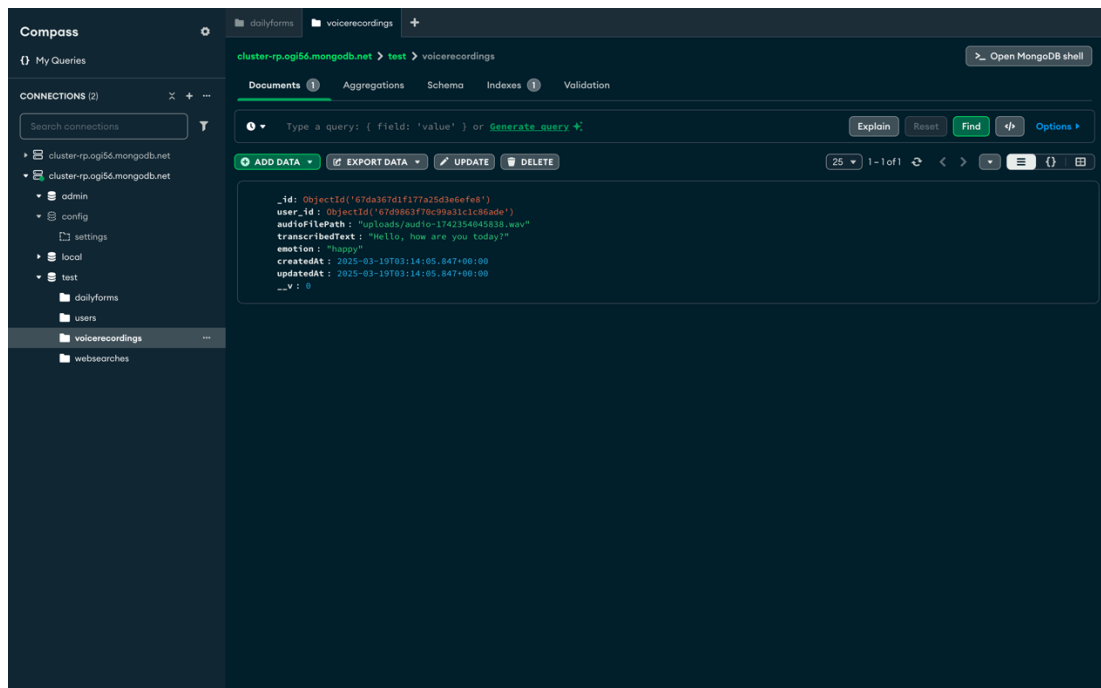 Compass
My Queries
CONNECTIONS (2)
Search connections
cluster-rp.ogi56.mongodb.net
cluster-rp.ogi56.mongodb.net
admin
config
settings
local
test
dailyforms
users
voicerecordings
websearches
dailyforms voicerecordings
cluster-rp.ogi56.mongodb.net > test > voicerecordings
>_ Open MongoDB shell
Documents 1 Aggregations Schema Indexes 1 Validation
Type a query: { field: 'value' } or Generate query
Explain Reset Find </> Options
ADD DATA EXPORT DATA UPDATE DELETE
25 1-1 of 1 {}
_id: ObjectId('67da367d1f177a25d3e6efe8')
user_id : ObjectId('67d9863f70c99a31c1c86ade')
audioFilePath : "uploads/audio-1742354045838.wav"
transcribedText : "Hello, how are you today?"
emotion : "happy"
createdAt : 2025-03-19T03:14:05.847+00:00
updatedAt : 2025-03-19T03:14:05.847+00:00
__v : 0